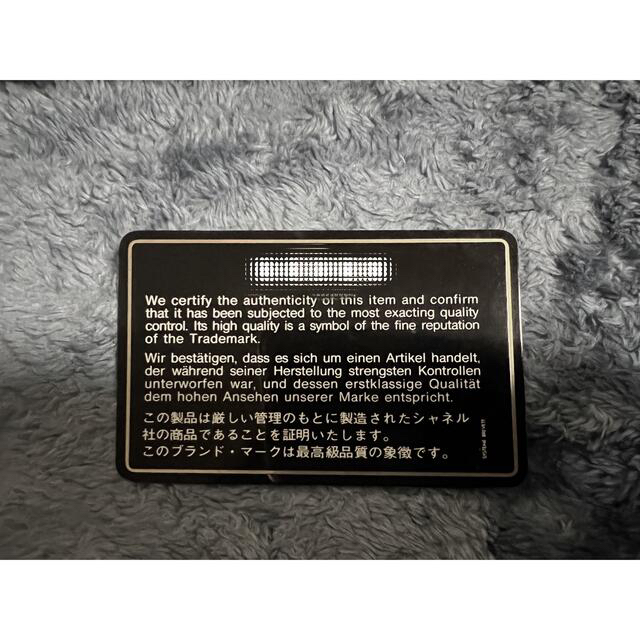 We certify the authenticity of this item and confirm
that it has been subjected to the most exacting quality
control. Its high quality is a symbol of the fine reputation
of the Trademark.
Wir bestätigen, dass es sich um einen Artikel handelt,
der während seiner Herstellung strengsten Kontrollen
unterworfen war, und dessen erstklassige Qualität
dem hohen Ansehen unserer Marke entspricht.
この製品は厳しい管理のもとに製造されたシャネル
社の商品であることを証明いたします。
このブランド・マークは最高級品質の象徴です。